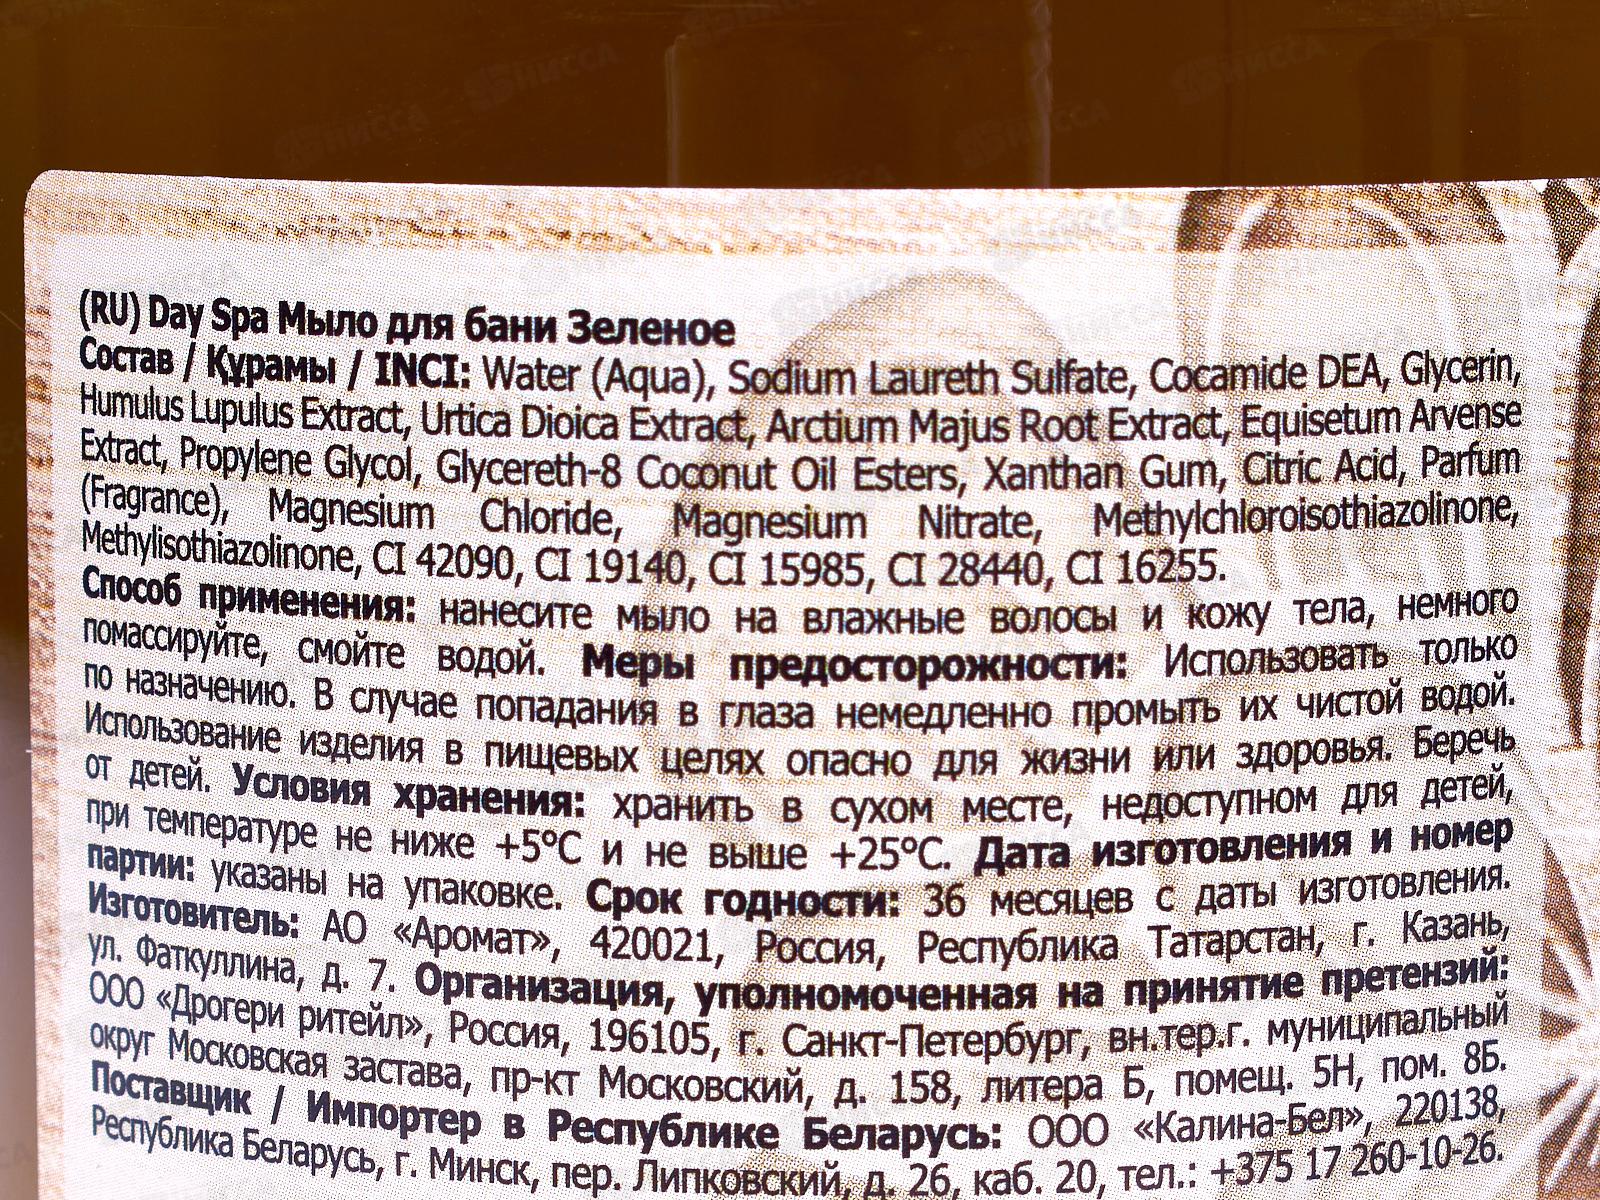 (RU) Day Spa Мыло для бани Зеленое
Состав / Құрамы / INCI: Water (Aqua), Sodium Laureth Sulfate, Cocamide DEA, Glycerin,
Humulus Lupulus Extract, Urtica Dioica Extract, Arctium Majus Root Extract, Equisetum Arvense
Extract, Propylene Glycol, Glycereth-8 Coconut Oil Esters, Xanthan Gum, Citric Acid, Parfum
(Fragrance), Magnesium Chloride, Magnesium Nitrate, Methylchloroisothiazolinone,
Methylisothiazolinone, CI 42090, CI 19140, CI 15985, CI 28440, CI 16255.
Способ применения: нанесите мыло на влажные волосы и кожу тела, немного
помассируйте, смойте водой. Меры предосторожности: Использовать только
по назначению. В случае попадания в глаза немедленно промыть их чистой водой.
Использование изделия в пищевых целях опасно для жизни или здоровья. Беречь
от детей. Условия хранения: хранить в сухом месте, недоступном для детей,
при температуре не ниже +5°С и не выше +25°С. Дата изготовления и номер
партии: указаны на упаковке. Срок годности: 36 месяцев с даты изготовления.
Изготовитель: АО «Аромат», 420021, Россия, Республика Татарстан, г. Казань,
ул. Фаткуллина, д. 7. Организация, уполномоченная на принятие претензий:
ООО «Дрогери ритейл», Россия, 196105, г. Санкт-Петербург, вн.тер.г. муниципальный
округ Московская застава, пр-кт Московский, д. 158, литера Б, помещ. 5Н, пом. 8Б.
Поставщик / Импортер в Республике Беларусь: ООО «Калина-Бел», 220138,
Республика Беларусь, г. Минск, пер. Липковский, д. 26, каб. 20, тел.: +375 17 260-10-26.